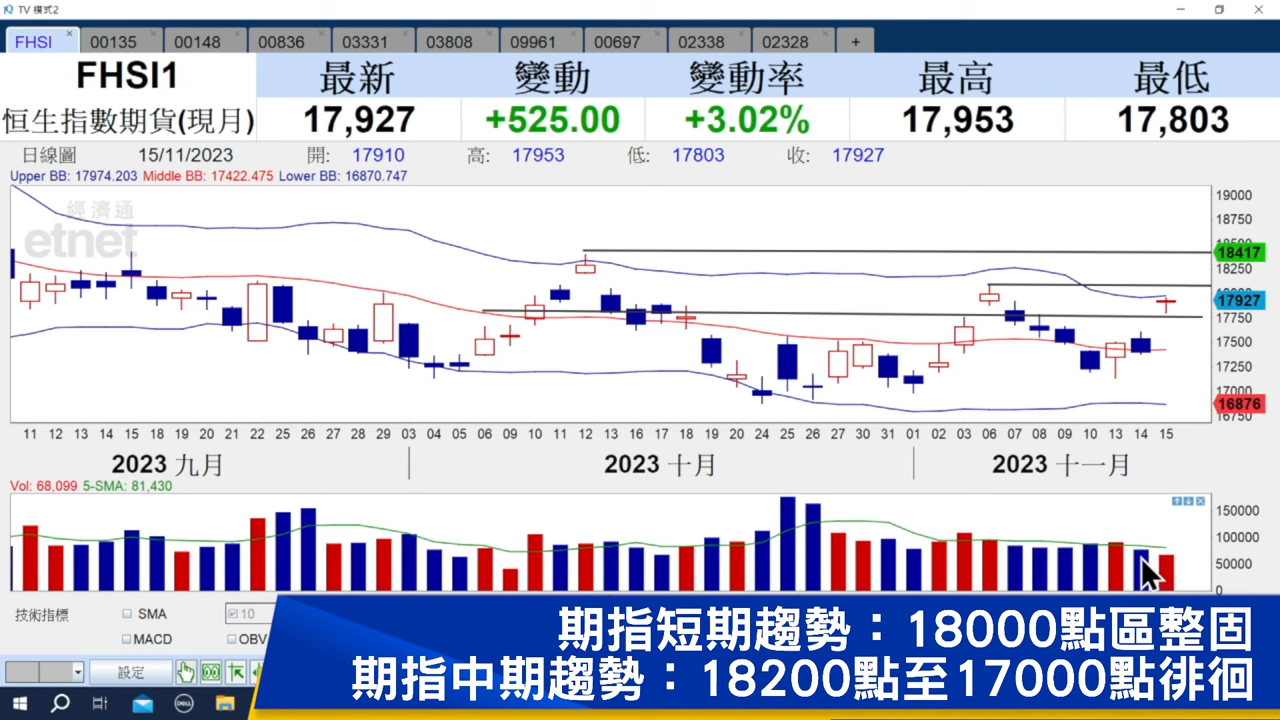 TV 模式2
FHSI 00135 00148 00836 03331 03808 09961 00697 02338 02328 +
FHSI1 最新 變動 變動率 最高 最低
恒生指數期貨(現月) 17,927 +525.00 +3.02% 17,953 17,803
日線圖 15/11/2023 開: 17910 高: 17953 低: 17803 收: 17927
Upper BB: 17974.203 Middle BB: 17422.475 Lower BB: 16870.747
經濟通
etnet
19000
18750
18417
18250
17927
17750
17500
17250
17000
16876
11 12 13 14 15 18 19 20 21 22 25 26 27 28 29 03 04 05 06 09 10 11 12 13 16 17 18 19 20 24 25 26 27 30 31 01 02 03 06 07 08 09 10 13 14 15
2023 九月 2023 十月 2023 十一月
Vol: 68,099 5-SMA: 81,430
150000
100000
50000
0
技術指標 SMA 10
MACD OBV
設定
期指短期趨勢：18000點區整固
期指中期趨勢：18200點至17000點徘徊
DELL